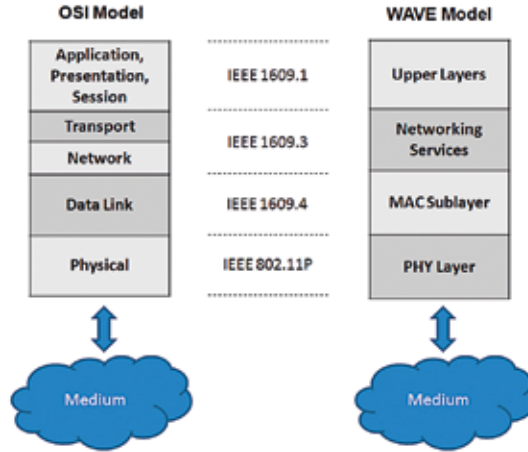 OSI Model
Application,
Presentation,
Session
Transport
Network
Data Link
Physical
Medium
IEEE 1609.1
IEEE 1609.3
IEEE 1609.4
IEEE 802.11P
WAVE Model
Upper Layers
Networking
Services
MAC Sublayer
PHY Layer
Medium